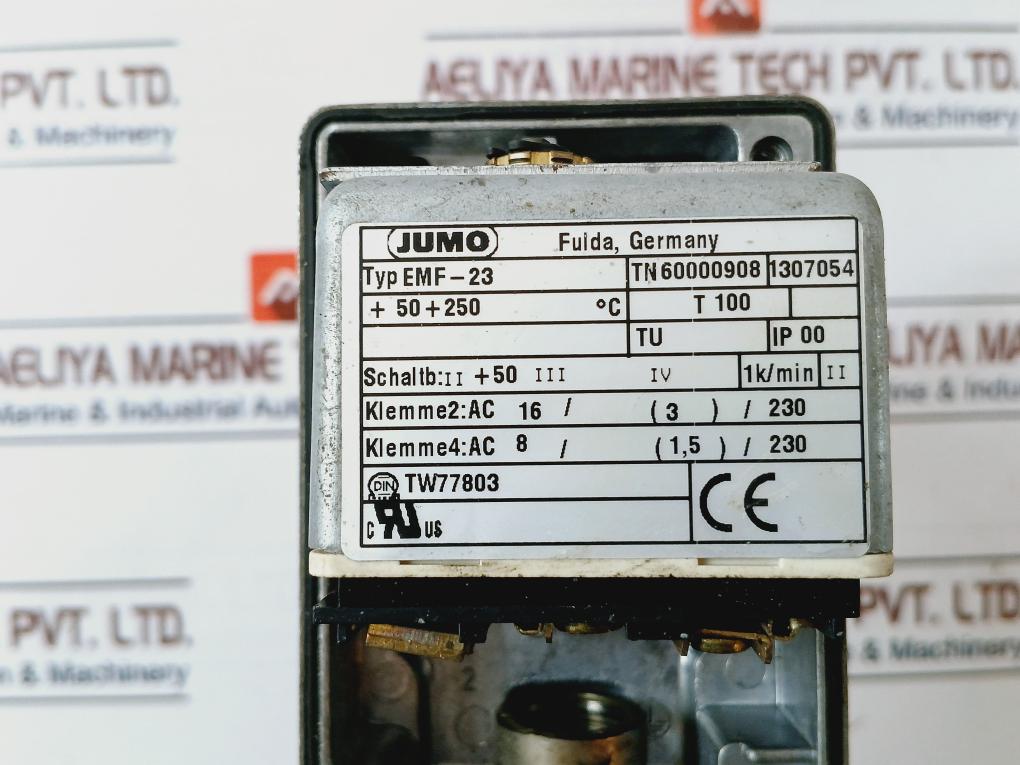 PVT. LTD.
& Machinery
AELIYA MARINE TECH PVT. LTD.
& Machinery
JUMO Fulda, Germany
Typ EMF-23 TN 60000908 1307054
+ 50 +250 °C T 100
TU IP 00
Schaltb: II +50 III IV 1k/min II
Klemme2: AC 16 / ( 3 ) / 230
Klemme4: AC 8 / ( 1,5 ) / 230
DIN TW77803
C RU US CE
AELIYA MARINE T
Marine & Industrial Aut
LIYA MA
PVT. LTD.
& Machinery
PVT. LTD.
& Machinery
2